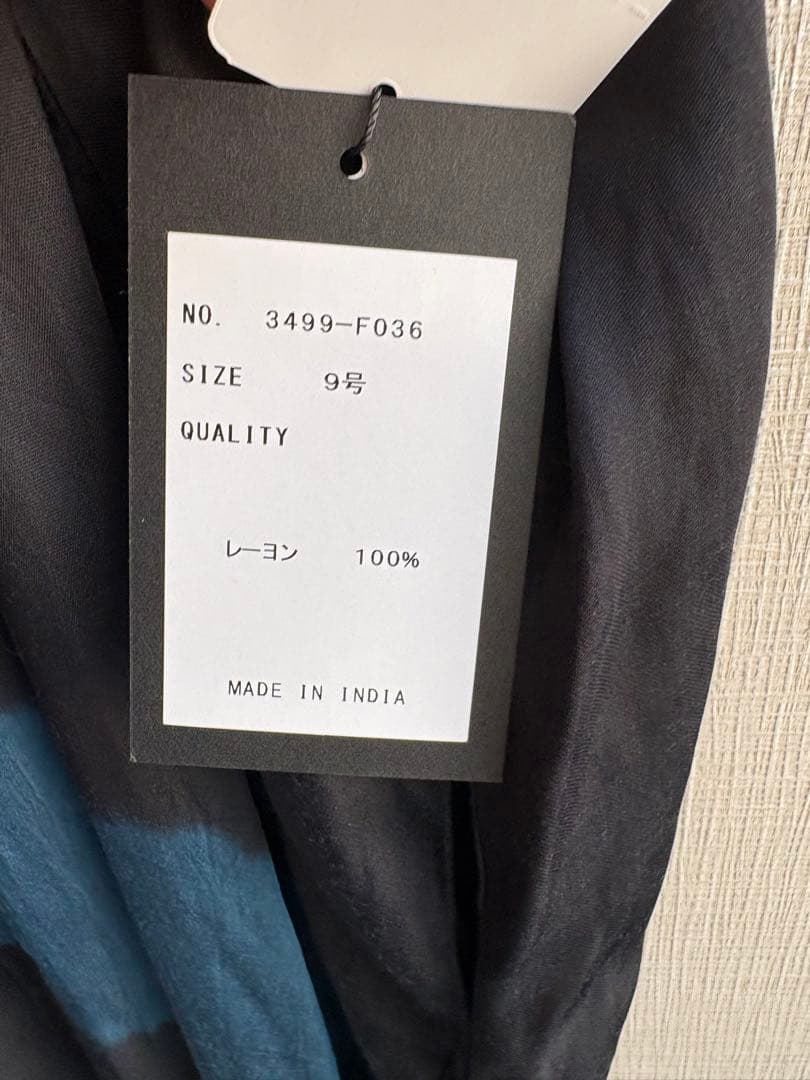 NO. 3499-F036
SIZE 9号
QUALITY
レーヨン 100%
MADE IN INDIA